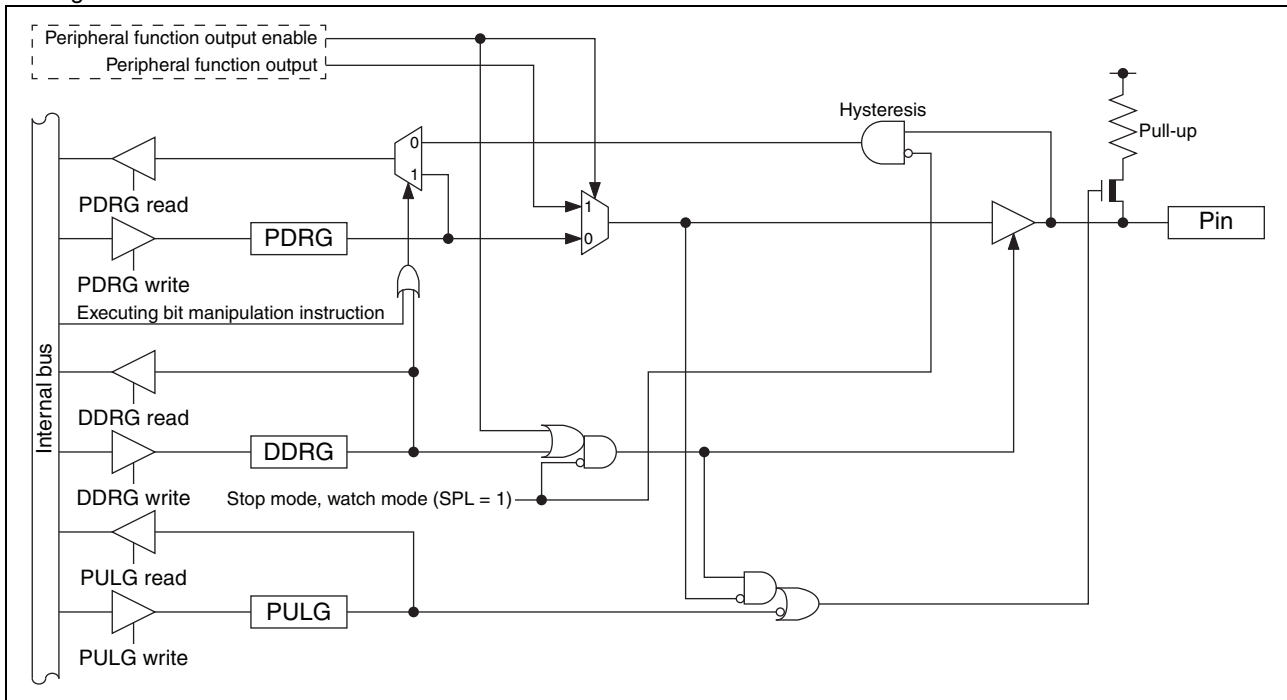 Peripheral function output enable
Peripheral function output
Hysteresis
Pull-up
0
1
PDRG read
1
0
PDRG
Pin
PDRG write
Executing bit manipulation instruction
Internal bus
DDRG read
DDRG
DDRG write
Stop mode, watch mode (SPL = 1)
PULG read
PULG
PULG write